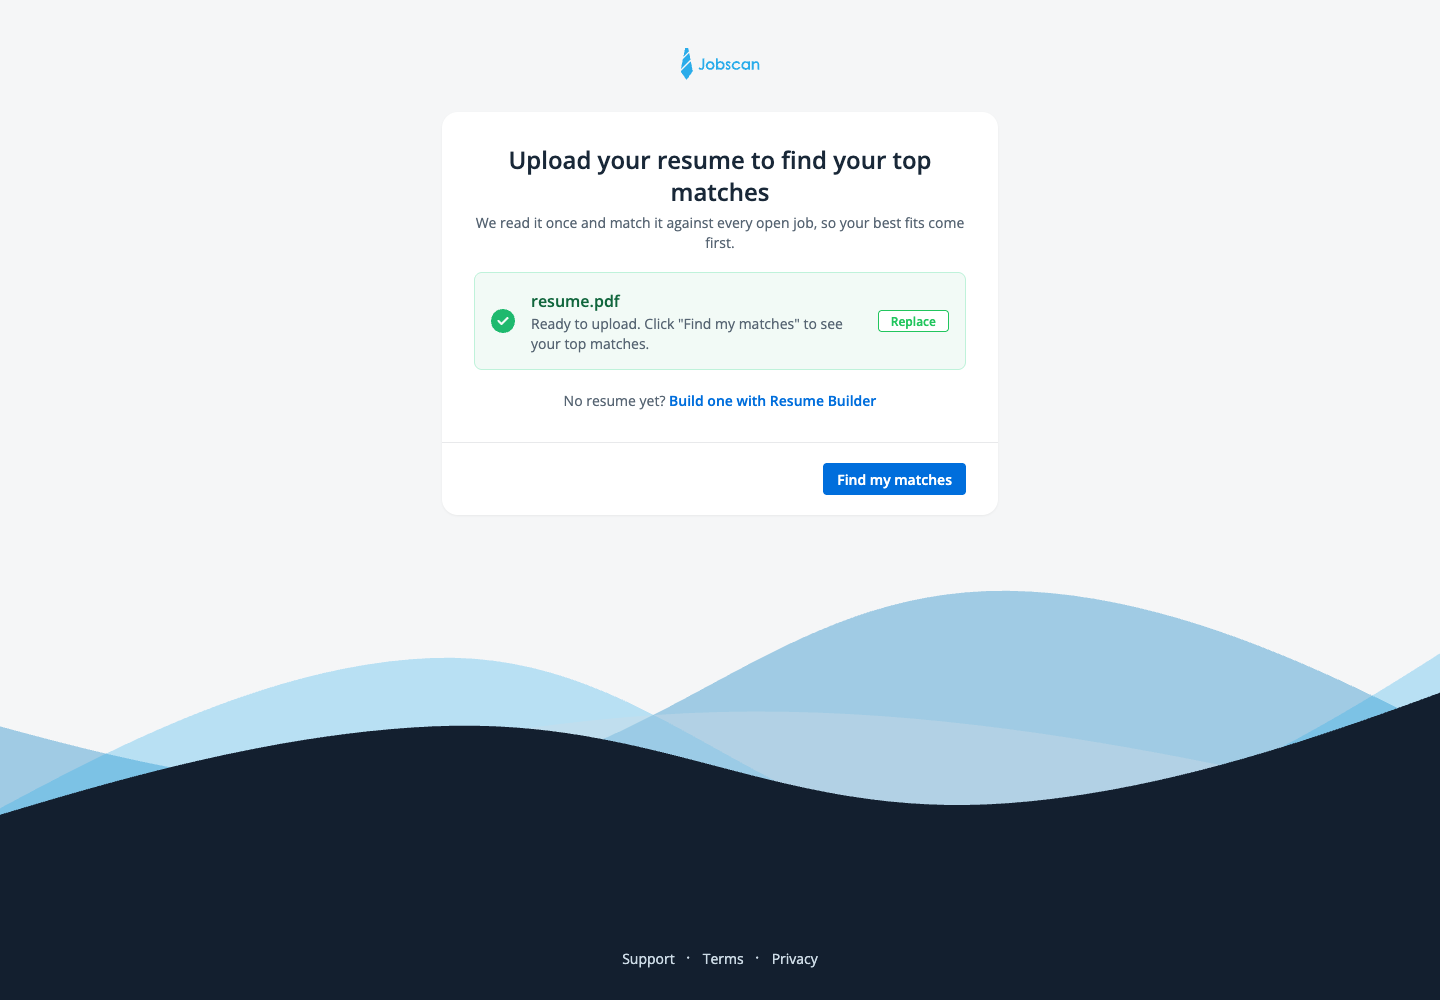 Jobscan
Upload your resume to find your top
matches
We read it once and match it against every open job, so your best fits come
first.
resume.pdf
Ready to upload. Click "Find my matches" to see
your top matches.
Replace
No resume yet? Build one with Resume Builder
Find my matches
Support · Terms · Privacy